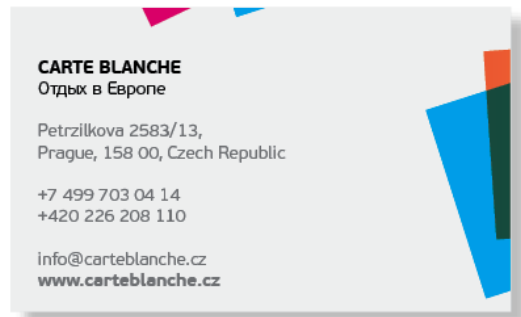 CARTE BLANCHE
Отдых в Европе
Petrzilkova 2583/13,
Prague, 158 00, Czech Republic
+7 499 703 04 14
+420 226 208 110
info@carteblanche.cz
www.carteblanche.cz